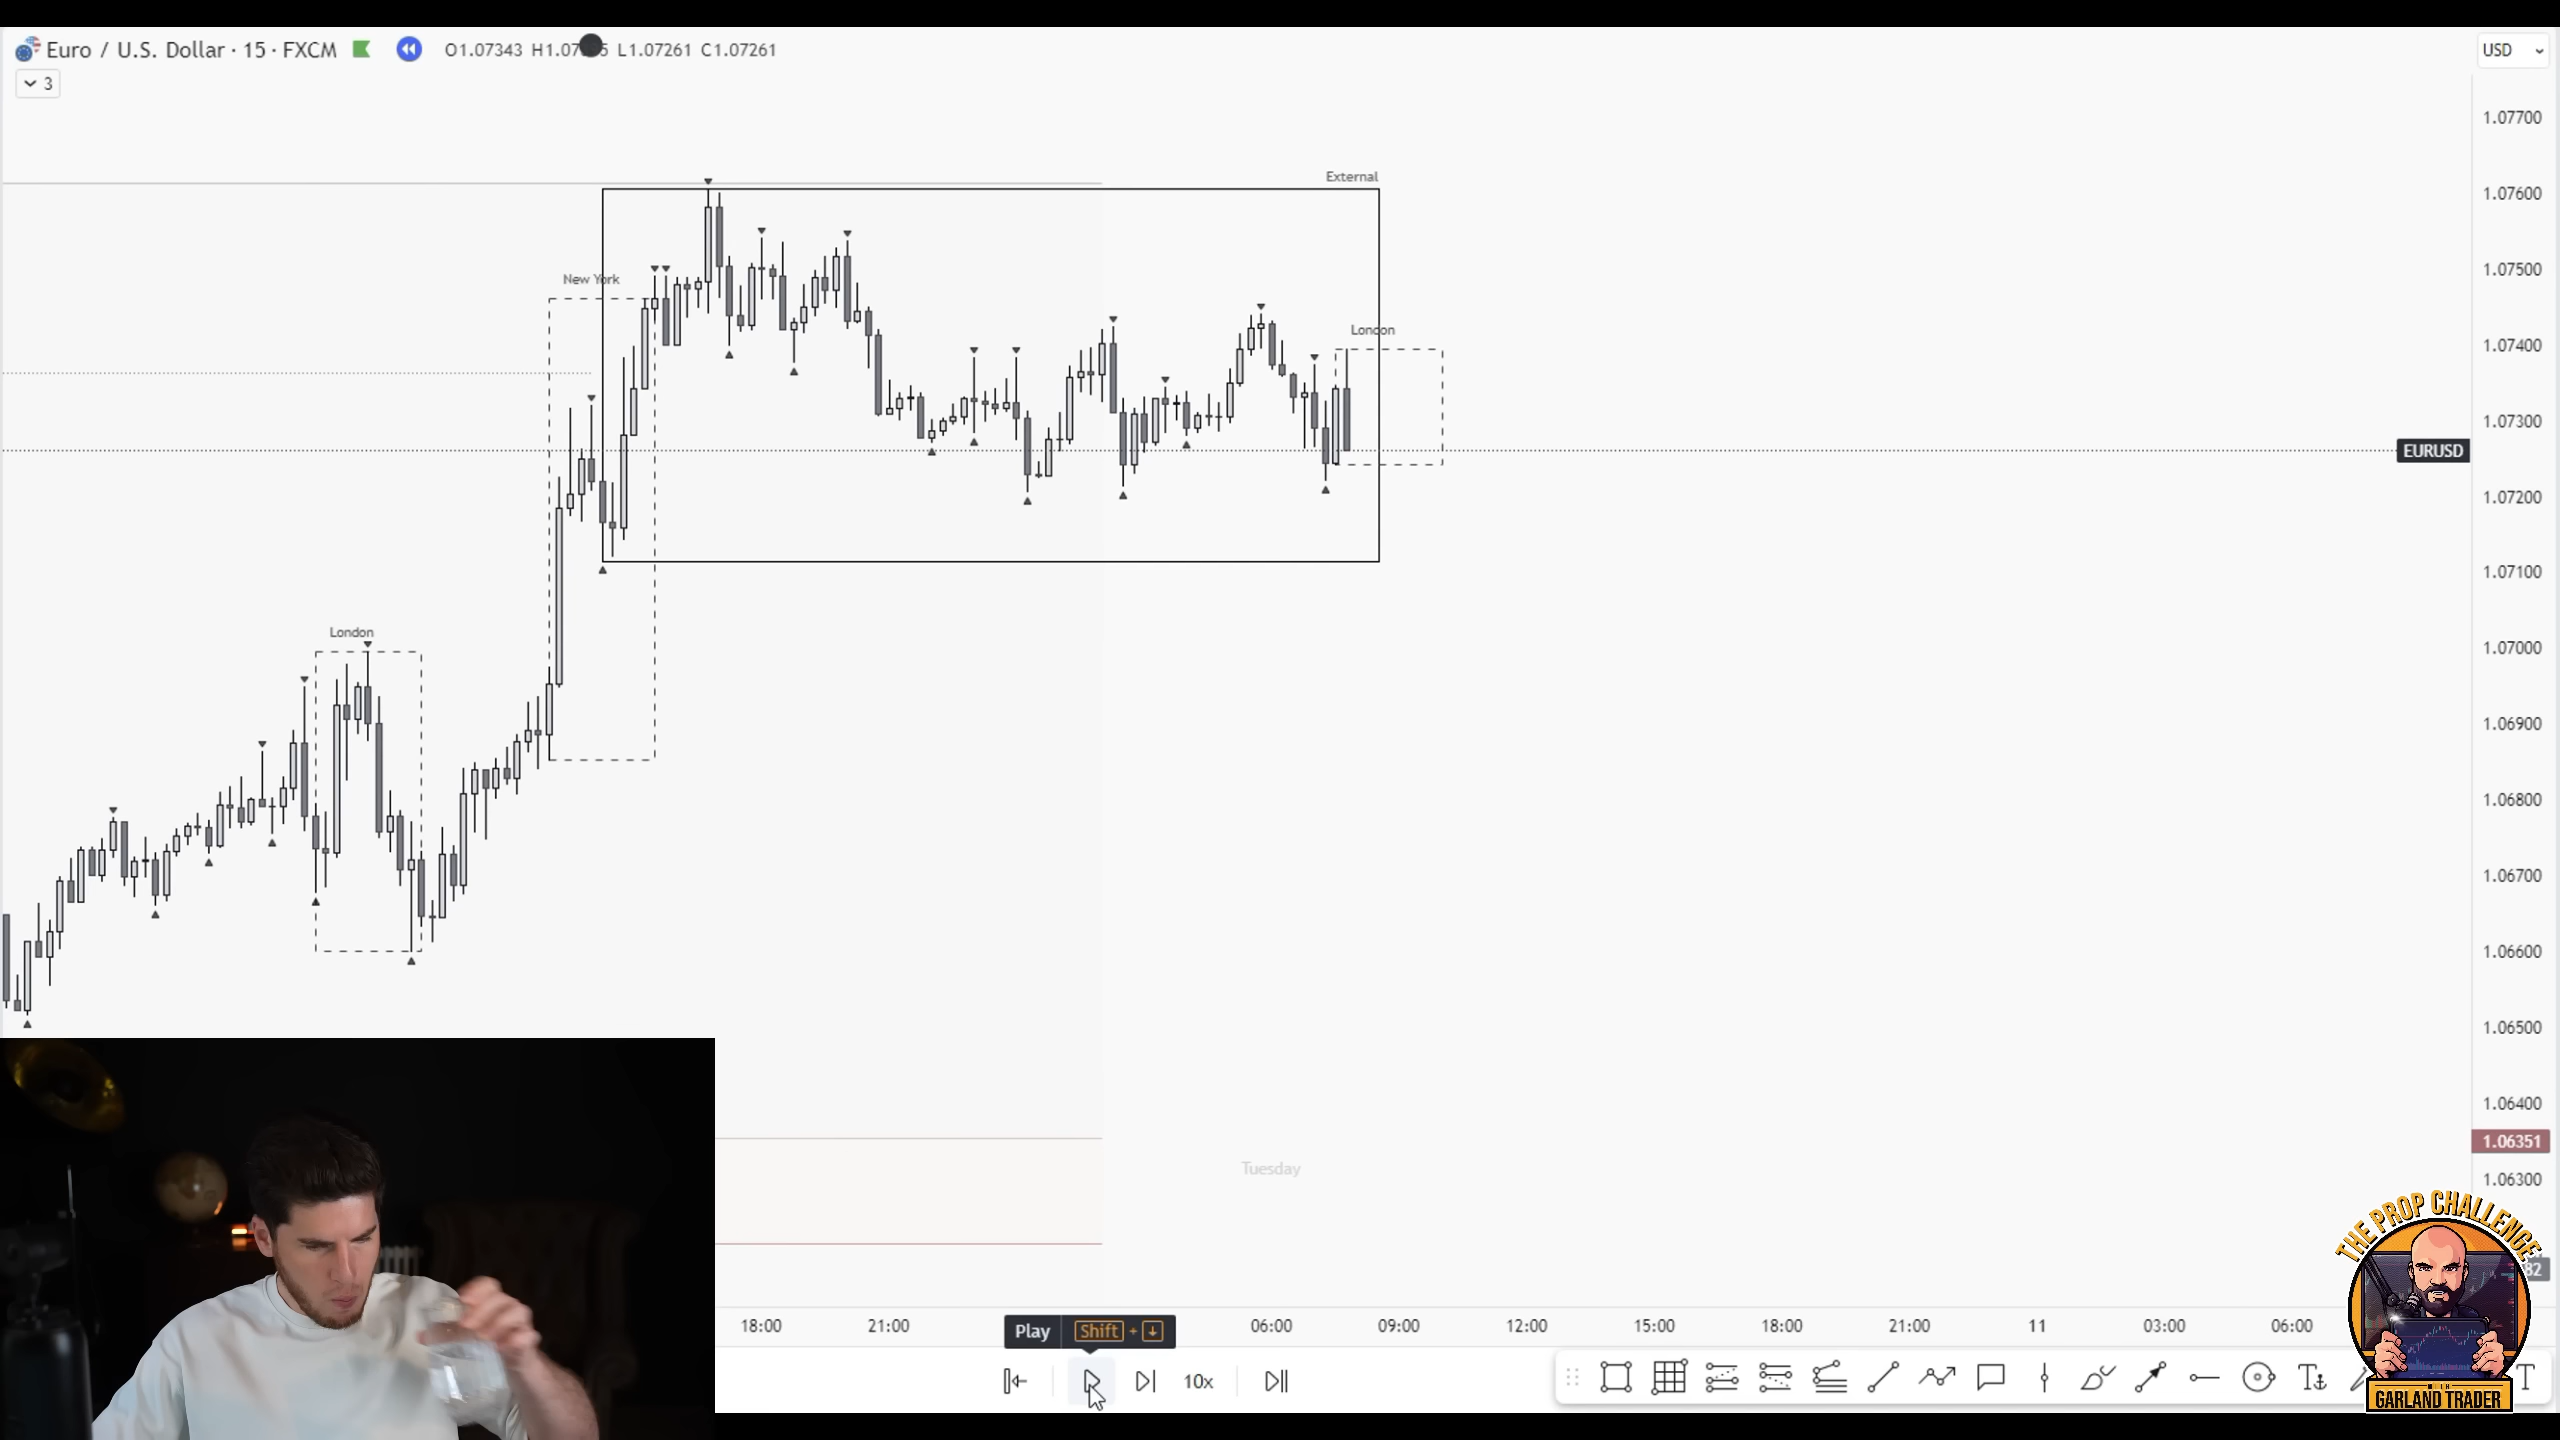 Euro / U.S. Dollar · 15 · FXCM
O1.07343 L1.07261 C1.07261
USD
3
1.07700
External
1.07600
New York
1.07500
London
1.07400
1.07300
EURUSD
1.07200
1.07100
London
1.07000
1.06900
1.06800
1.06700
1.06600
1.06500
1.06400
1.06351
Tuesday
1.06300
THE PROP CHALLENGE
82
18:00 21:00 06:00 09:00 12:00 15:00 18:00 21:00 11 03:00 06:00
Play Shift +
10x
WITH
GARLAND TRADER